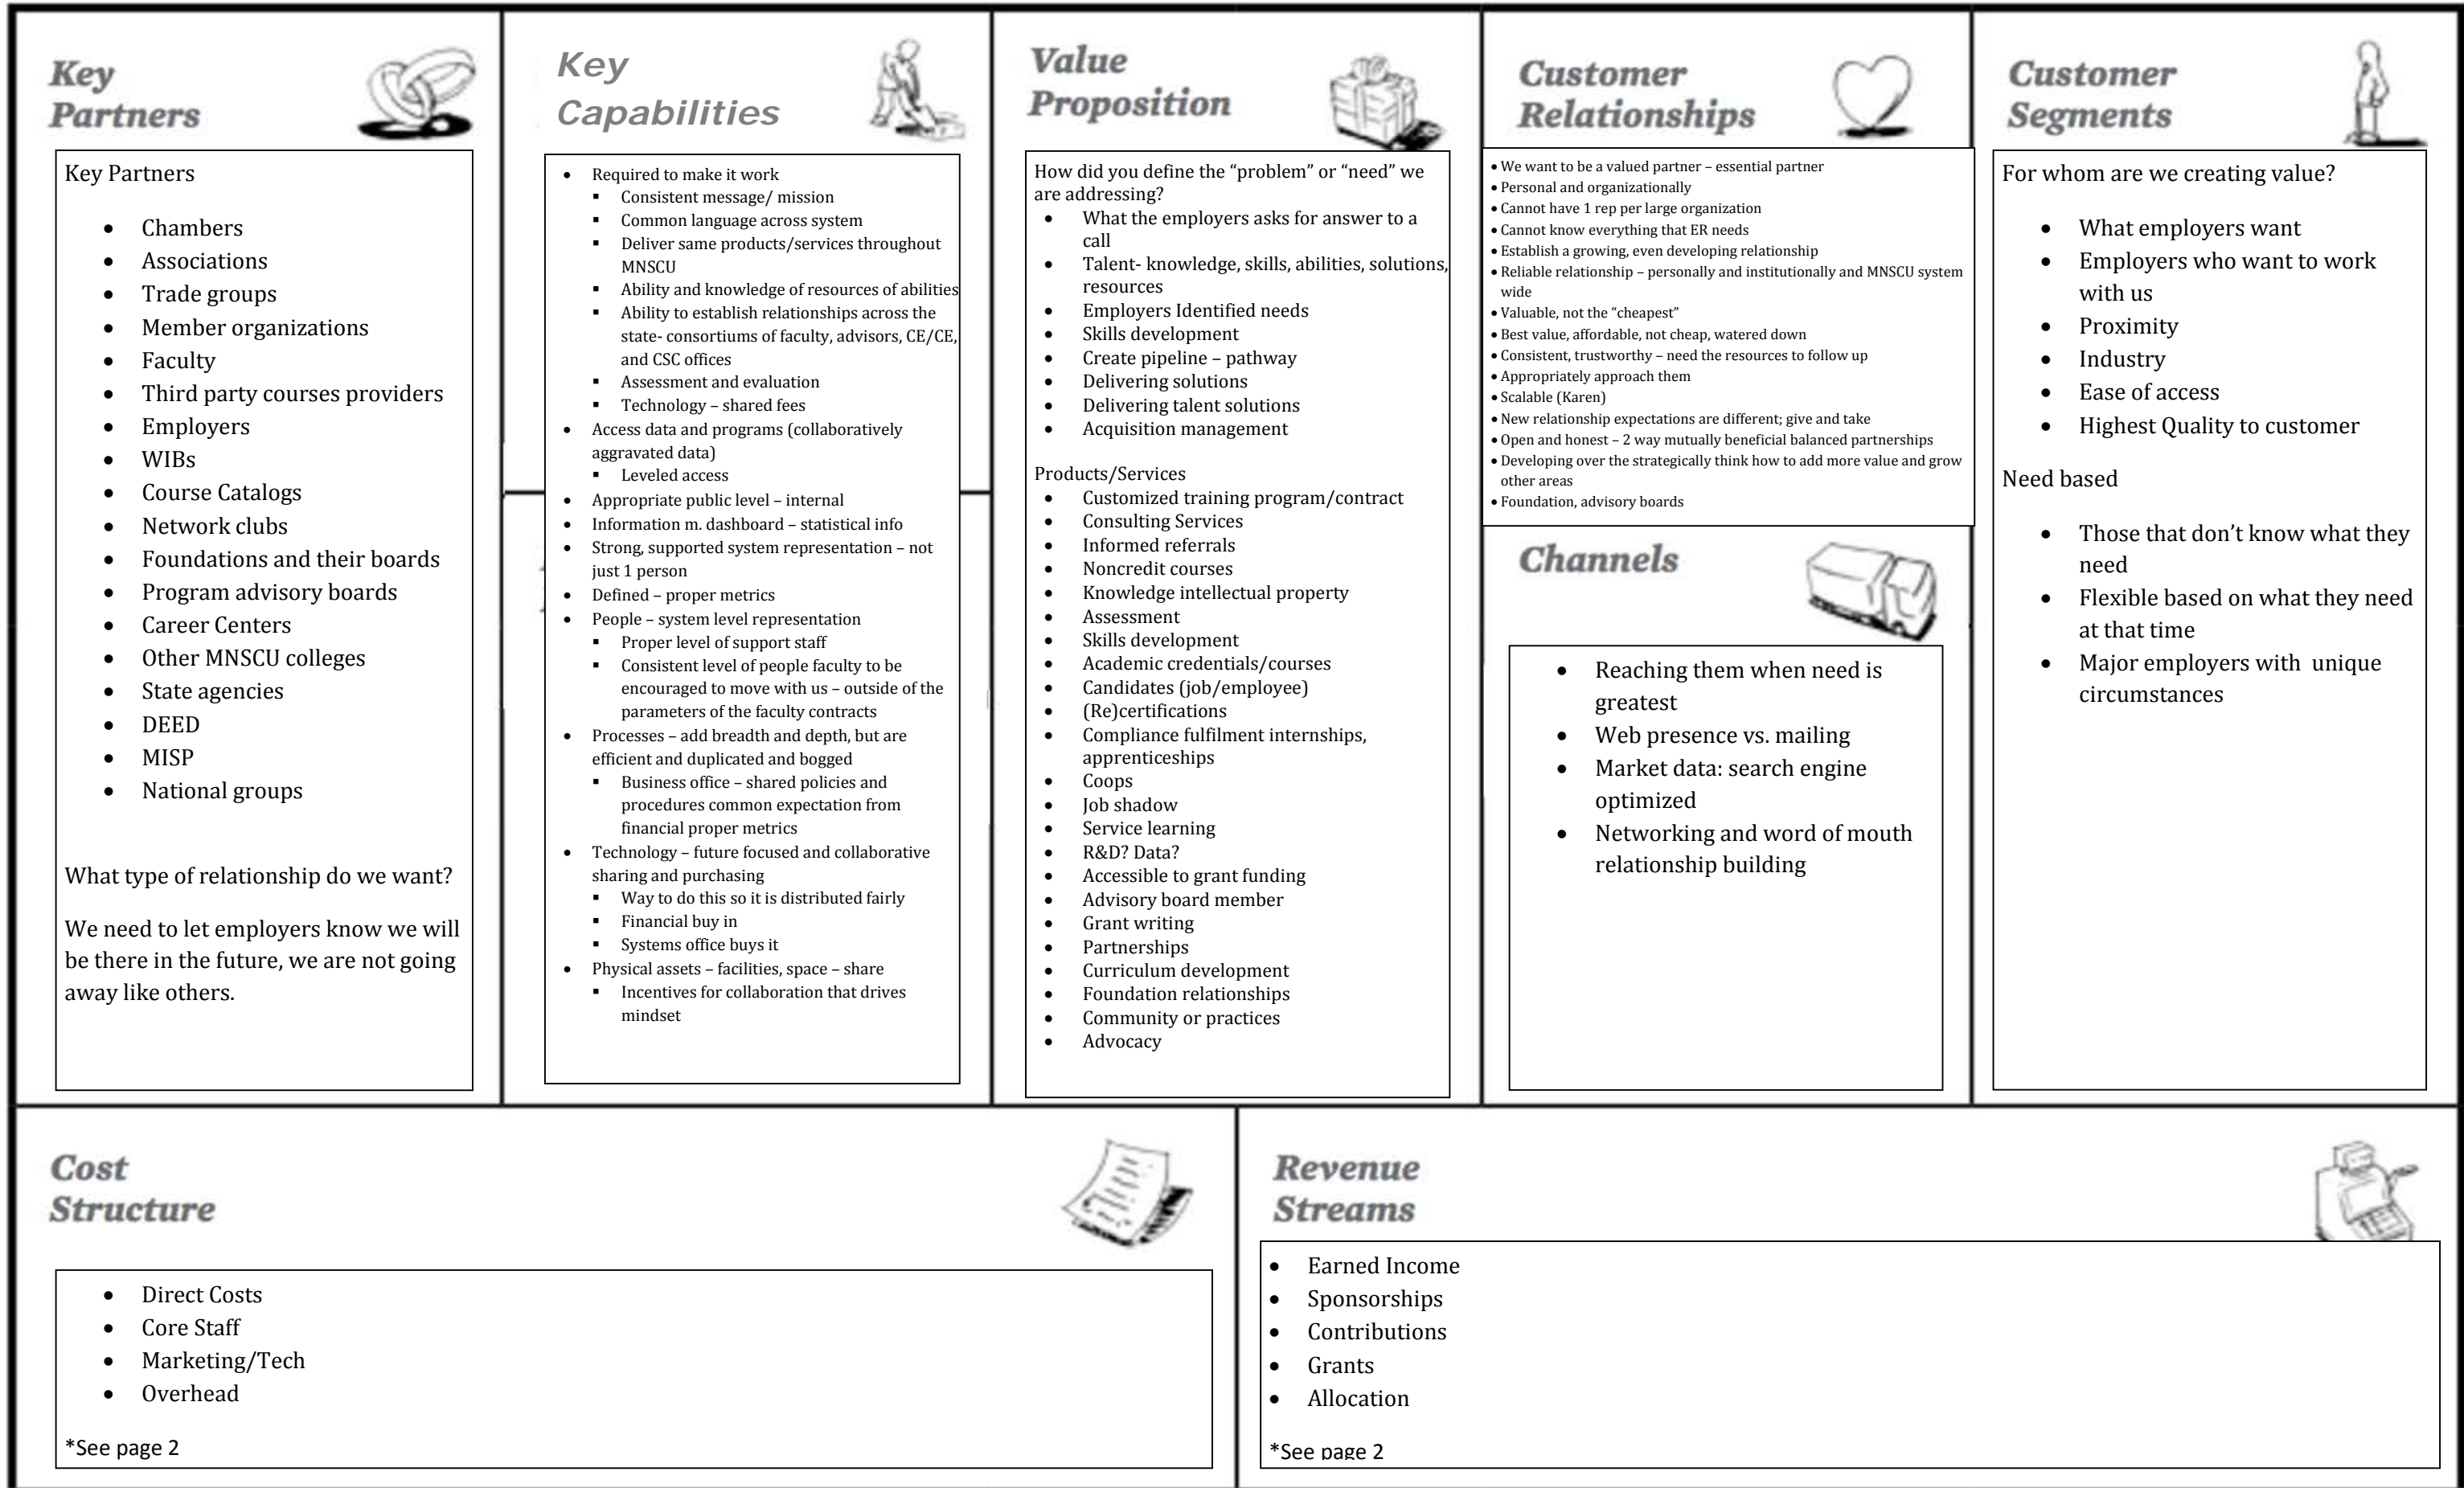 Key
Partners
Key Partners
• Chambers
• Associations
• Trade groups
• Member organizations
• Faculty
• Third party courses providers
• Employers
• WIBs
• Course Catalogs
• Network clubs
• Foundations and their boards
• Program advisory boards
• Career Centers
• Other MNSCU colleges
• State agencies
• DEED
• MISP
• National groups
What type of relationship do we want?
We need to let employers know we will
be there in the future, we are not going
away like others.
Key
Capabilities
• Required to make it work
▪ Consistent message/ mission
▪ Common language across system
▪ Deliver same products/services throughout
MNSCU
▪ Ability and knowledge of resources of abilities
▪ Ability to establish relationships across the
state- consortiums of faculty, advisors, CE/CE,
and CSC offices
▪ Assessment and evaluation
▪ Technology – shared fees
• Access data and programs (collaboratively
aggravated data)
▪ Leveled access
• Appropriate public level – internal
• Information m. dashboard – statistical info
• Strong, supported system representation – not
just 1 person
• Defined – proper metrics
• People – system level representation
▪ Proper level of support staff
▪ Consistent level of people faculty to be
encouraged to move with us – outside of the
parameters of the faculty contracts
• Processes – add breadth and depth, but are
efficient and duplicated and bogged
▪ Business office – shared policies and
procedures common expectation from
financial proper metrics
• Technology – future focused and collaborative
sharing and purchasing
▪ Way to do this so it is distributed fairly
▪ Financial buy in
▪ Systems office buys it
• Physical assets – facilities, space – share
▪ Incentives for collaboration that drives
mindset
Value
Proposition
How did you define the “problem” or “need” we
are addressing?
• What the employers asks for answer to a
call
• Talent- knowledge, skills, abilities, solutions,
resources
• Employers Identified needs
• Skills development
• Create pipeline – pathway
• Delivering solutions
• Delivering talent solutions
• Acquisition management
Products/Services
• Customized training program/contract
• Consulting Services
• Informed referrals
• Noncredit courses
• Knowledge intellectual property
• Assessment
• Skills development
• Academic credentials/courses
• Candidates (job/employee)
• (Re)certifications
• Compliance fulfilment internships,
apprenticeships
• Coops
• Job shadow
• Service learning
• R&D? Data?
• Accessible to grant funding
• Advisory board member
• Grant writing
• Partnerships
• Curriculum development
• Foundation relationships
• Community or practices
• Advocacy
Customer
Relationships
• We want to be a valued partner – essential partner
• Personal and organizationally
• Cannot have 1 rep per large organization
• Cannot know everything that ER needs
• Establish a growing, even developing relationship
• Reliable relationship – personally and institutionally and MNSCU system
wide
• Valuable, not the “cheapest”
• Best value, affordable, not cheap, watered down
• Consistent, trustworthy – need the resources to follow up
• Appropriately approach them
• Scalable (Karen)
• New relationship expectations are different; give and take
• Open and honest – 2 way mutually beneficial balanced partnerships
• Developing over the strategically think how to add more value and grow
other areas
• Foundation, advisory boards
Channels
• Reaching them when need is
greatest
• Web presence vs. mailing
• Market data: search engine
optimized
• Networking and word of mouth
relationship building
Customer
Segments
For whom are we creating value?
• What employers want
• Employers who want to work
with us
• Proximity
• Industry
• Ease of access
• Highest Quality to customer
Need based
• Those that don’t know what they
need
• Flexible based on what they need
at that time
• Major employers with unique
circumstances
Cost
Structure
• Direct Costs
• Core Staff
• Marketing/Tech
• Overhead
*See page 2
Revenue
Streams
• Earned Income
• Sponsorships
• Contributions
• Grants
• Allocation
*See page 2